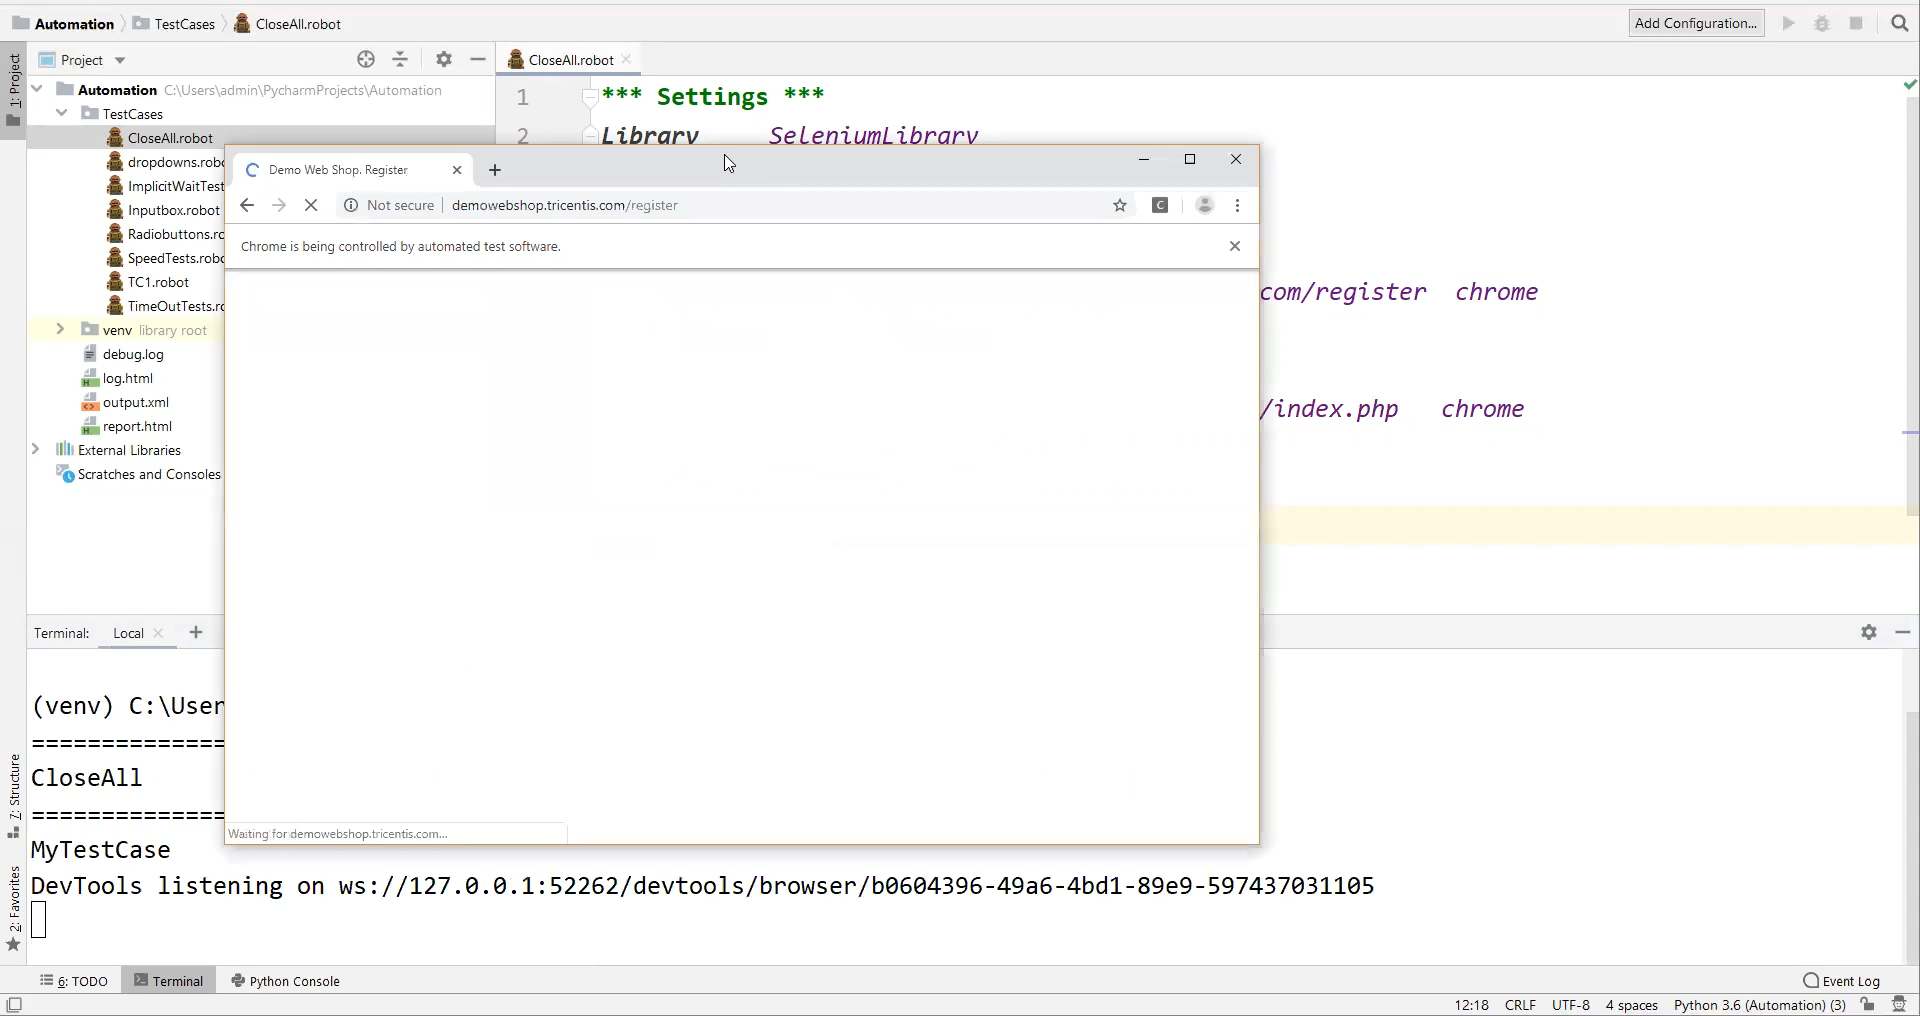 Automation TestCases CloseAll.robot Add Configuration...
1: Project
Project
CloseAll.robot
Automation C:\Users\admin\PycharmProjects\Automation
TestCases
CloseAll.robot
dropdowns.robo
ImplicitWaitTest
Inputbox.robot
Radiobuttons.ro
SpeedTests.robo
TC1.robot
TimeOutTests.ro
venv library root
debug.log
log.html
output.xml
report.html
External Libraries
Scratches and Consoles
1 *** Settings ***
2 Library SeleniumLibrary
com/register chrome
/index.php chrome
Demo Web Shop. Register
Not secure demowebshop.tricentis.com/register
C
Chrome is being controlled by automated test software.
Waiting for demowebshop.tricentis.com...
Terminal: Local
(venv) C:\User
==============
CloseAll
==============
MyTestCase
DevTools listening on ws://127.0.0.1:52262/devtools/browser/b0604396-49a6-4bd1-89e9-597437031105
7: Structure
2: Favorites
6: TODO Terminal Python Console Event Log
12:18 CRLF UTF-8 4 spaces Python 3.6 (Automation) (3)